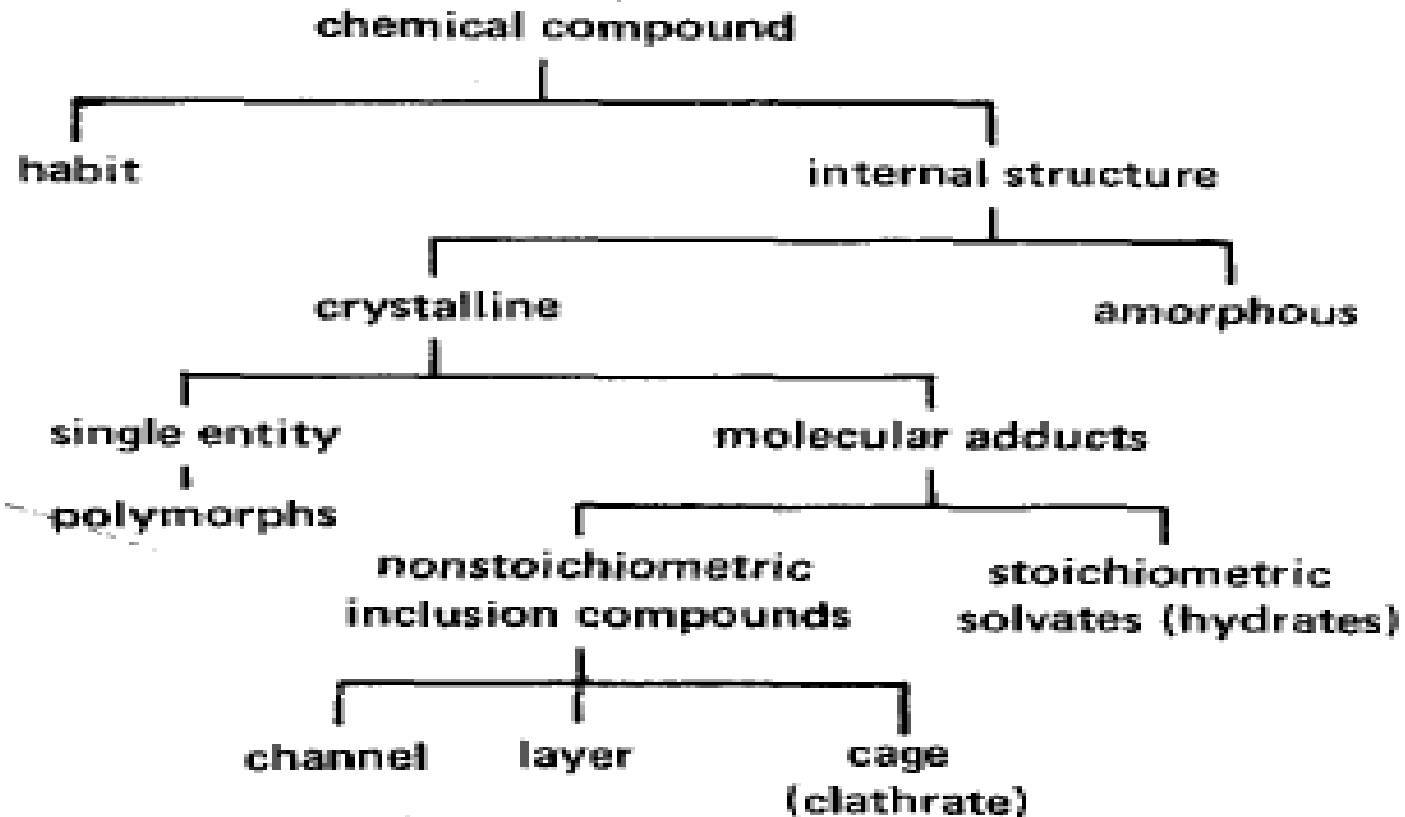 chemical compound
habit
internal structure
crystalline
amorphous
single entity
molecular adducts
polymorphs
nonstoichiometric
inclusion compounds
stoichiometric
solvates (hydrates)
channel
layer
cage
(clathrate)